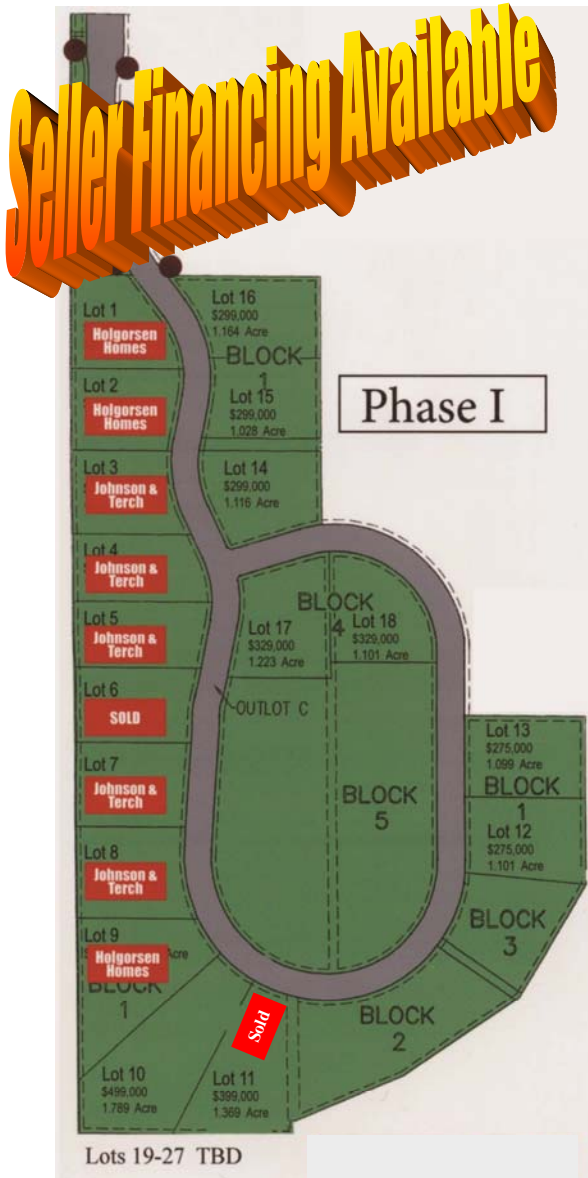 Seller Financing Available
Lot 1
Holgorsen
Homes
Lot 16
$299,000
1.164 Acre
BLOCK
1
Lot 2
Holgorsen
Homes
Lot 15
$299,000
1.028 Acre
Phase I
Lot 3
Johnson &
Terch
Lot 14
$299,000
1.116 Acre
Lot 4
Johnson &
Terch
BLOCK
4
Lot 17
$329,000
1.223 Acre
Lot 18
$329,000
1.101 Acre
Lot 5
Johnson &
Terch
Lot 6
SOLD
OUTLOT C
Lot 7
Johnson &
Terch
BLOCK
5
Lot 13
$275,000
1.099 Acre
BLOCK
1
Lot 12
$275,000
1.101 Acre
Lot 8
Johnson &
Terch
Lot 9
Holgorsen
Homes
Acre
BLOCK
1
BLOCK
3
Sold
BLOCK
2
Lot 10
$499,000
1.789 Acre
Lot 11
$399,000
1.369 Acre
Lots 19-27 TBD